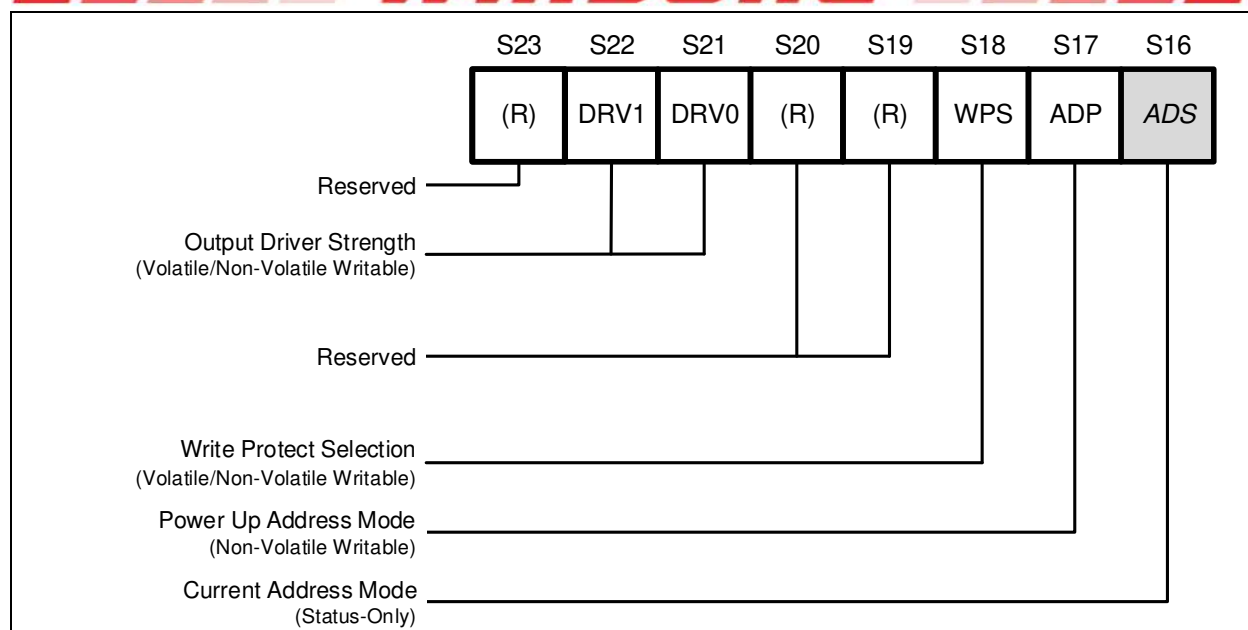 S23 S22 S21 S20 S19 S18 S17 S16
(R) DRV1 DRV0 (R) (R) WPS ADP ADS
Reserved
Output Driver Strength
(Volatile/Non-Volatile Writable)
Reserved
Write Protect Selection
(Volatile/Non-Volatile Writable)
Power Up Address Mode
(Non-Volatile Writable)
Current Address Mode
(Status-Only)